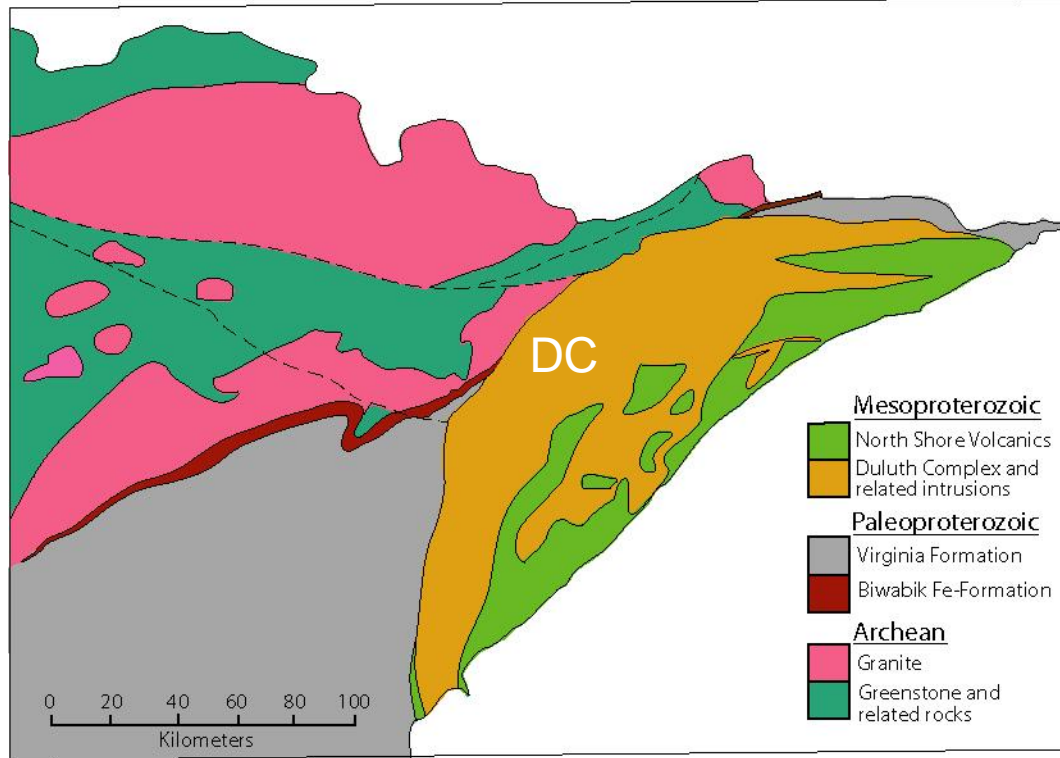 DC
Mesoproterozoic
North Shore Volcanics
Duluth Complex and
related intrusions
Paleoproterozoic
Virginia Formation
Biwabik Fe-Formation
Archean
Granite
Greenstone and
related rocks
0 20 40 60 80 100
Kilometers